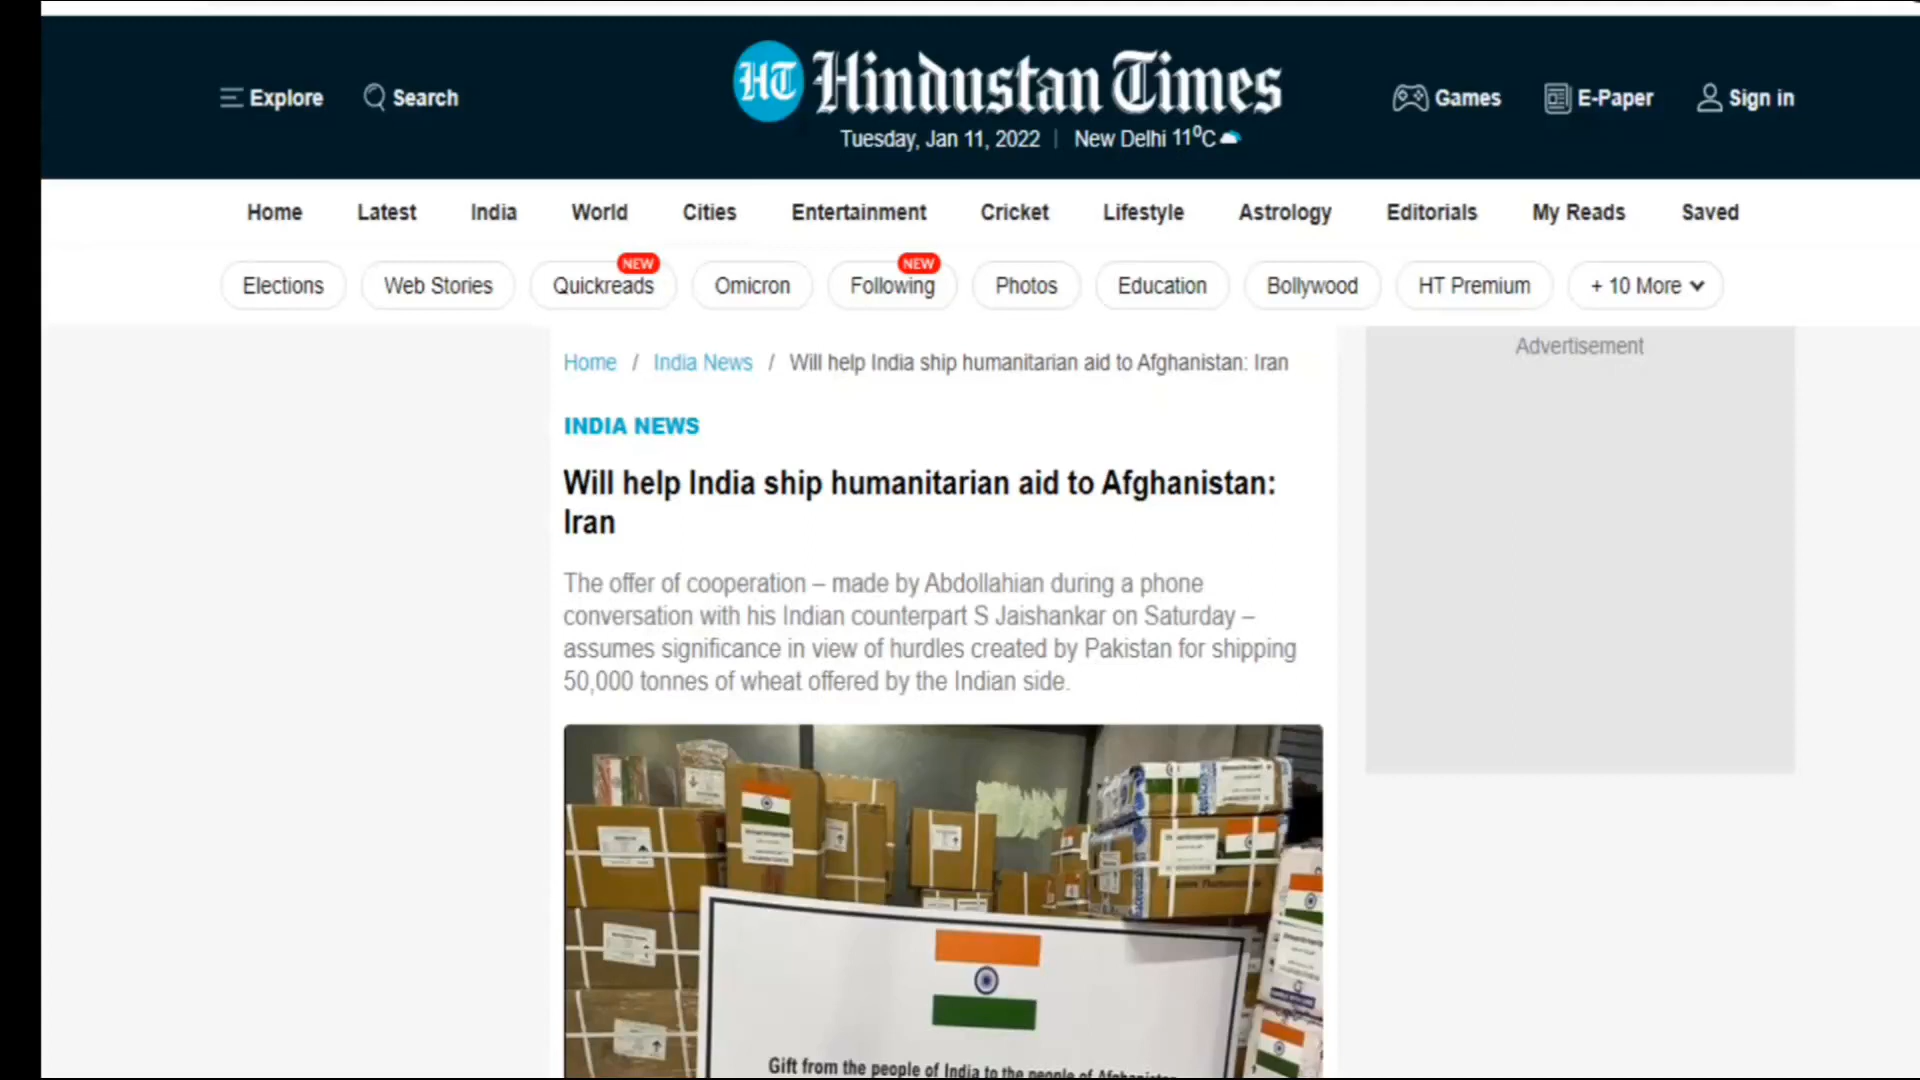 Explore
Search
HT Hindustan Times
Tuesday, Jan 11, 2022 | New Delhi 11⁰C
Games
E-Paper
Sign in
Home Latest India World Cities Entertainment Cricket Lifestyle Astrology Editorials My Reads Saved
NEW NEW
Elections Web Stories Quickreads Omicron Following Photos Education Bollywood HT Premium + 10 More
Advertisement
Home / India News / Will help India ship humanitarian aid to Afghanistan: Iran
INDIA NEWS
Will help India ship humanitarian aid to Afghanistan:
Iran
The offer of cooperation – made by Abdollahian during a phone
conversation with his Indian counterpart S Jaishankar on Saturday –
assumes significance in view of hurdles created by Pakistan for shipping
50,000 tonnes of wheat offered by the Indian side.
Gift from the people of India to the people of Afghanistan